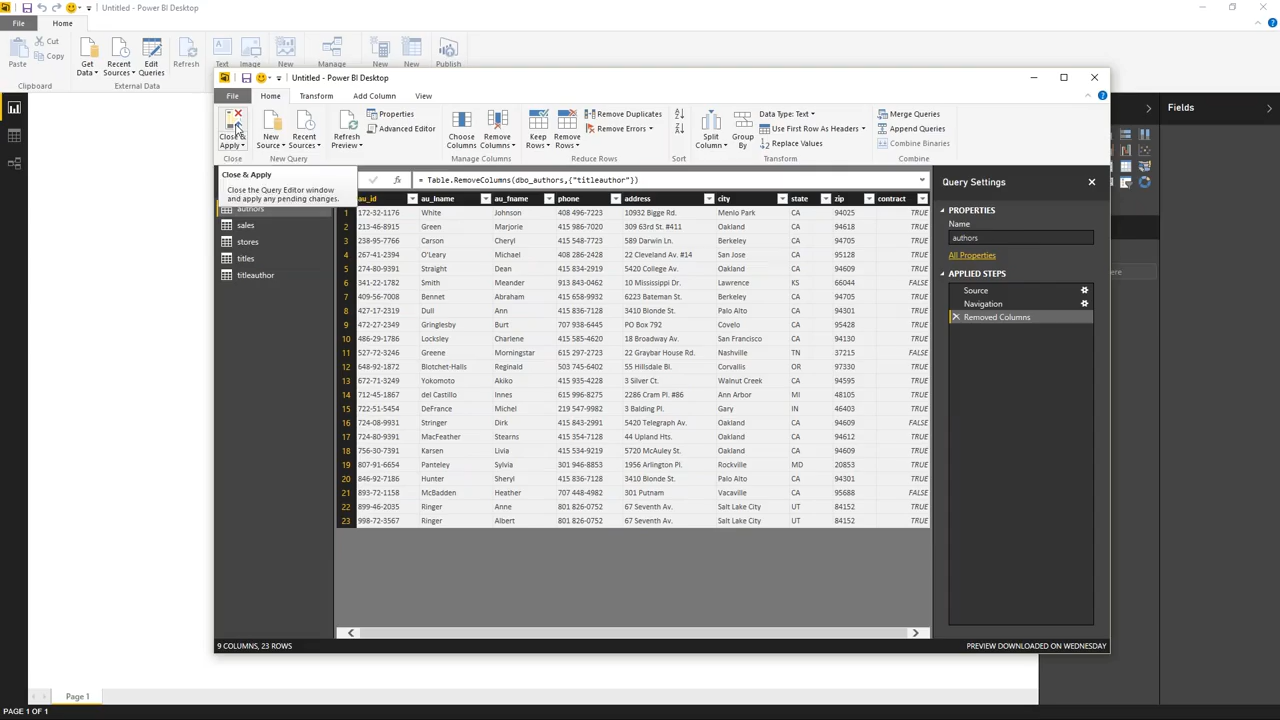 Untitled - Power BI Desktop
File
Home
Paste
Cut
Copy
Clipboard
Get
Data
Recent
Sources
Edit
Queries
Refresh
External Data
Text
Image
New
Manage
New
New
Publish
Untitled - Power BI Desktop
File
Home
Transform
Add Column
View
Close &
Apply
Close
New
Source
Recent
Sources
New Query
Refresh
Preview
Properties
Advanced Editor
Choose
Columns
Remove
Columns
Manage Columns
Keep
Rows
Remove
Rows
Remove Duplicates
Remove Errors
Reduce Rows
Sort
Split
Column
Group
By
Data Type: Text
Use First Row As Headers
Replace Values
Transform
Merge Queries
Append Queries
Combine Binaries
Combine
Close & Apply
Close the Query Editor window
and apply any pending changes.
authors
sales
stores
titles
titleauthor
fx = Table.RemoveColumns(dbo_authors,{"titleauthor"})
au_id au_lname au_fname phone address city state zip contract
1 172-32-1176 White Johnson 408 496-7223 10932 Bigge Rd. Menlo Park CA 94025 TRUE
2 213-46-8915 Green Marjorie 415 986-7020 309 63rd St. #411 Oakland CA 94618 TRUE
3 238-95-7766 Carson Cheryl 415 548-7723 589 Darwin Ln. Berkeley CA 94705 TRUE
4 267-41-2394 O'Leary Michael 408 286-2428 22 Cleveland Av. #14 San Jose CA 95128 TRUE
5 274-80-9391 Straight Dean 415 834-2919 5420 College Av. Oakland CA 94609 TRUE
6 341-22-1782 Smith Meander 913 843-0462 10 Mississippi Dr. Lawrence KS 66044 FALSE
7 409-56-7008 Bennet Abraham 415 658-9932 6223 Bateman St. Berkeley CA 94705 TRUE
8 427-17-2319 Dull Ann 415 836-7128 3410 Blonde St. Palo Alto CA 94301 TRUE
9 472-27-2349 Gringlesby Burt 707 938-6445 PO Box 792 Covelo CA 95428 TRUE
10 486-29-1786 Locksley Charlene 415 585-4620 18 Broadway Av. San Francisco CA 94130 TRUE
11 527-72-3246 Greene Morningstar 615 297-2723 22 Graybar House Rd. Nashville TN 37215 FALSE
12 648-92-1872 Blotchet-Halls Reginald 503 745-6402 55 Hillsdale Bl. Corvallis OR 97330 TRUE
13 672-71-3249 Yokomoto Akiko 415 935-4228 3 Silver Ct. Walnut Creek CA 94595 TRUE
14 712-45-1867 del Castillo Innes 615 996-8275 2286 Cram Pl. #86 Ann Arbor MI 48105 TRUE
15 722-51-5454 DeFrance Michel 219 547-9982 3 Balding Pl. Gary IN 46403 TRUE
16 724-08-9931 Stringer Dirk 415 843-2991 5420 Telegraph Av. Oakland CA 94609 FALSE
17 724-80-9391 MacFeather Stearns 415 354-7128 44 Upland Hts. Oakland CA 94612 TRUE
18 756-30-7391 Karsen Livia 415 534-9219 5720 McAuley St. Oakland CA 94609 TRUE
19 807-91-6654 Panteley Sylvia 301 946-8853 1956 Arlington Pl. Rockville MD 20853 TRUE
20 846-92-7186 Hunter Sheryl 415 836-7128 3410 Blonde St. Palo Alto CA 94301 TRUE
21 893-72-1158 McBadden Heather 707 448-4982 301 Putnam Vacaville CA 95688 FALSE
22 899-46-2035 Ringer Anne 801 826-0752 67 Seventh Av. Salt Lake City UT 84152 TRUE
23 998-72-3567 Ringer Albert 801 826-0752 67 Seventh Av. Salt Lake City UT 84152 TRUE
Query Settings
PROPERTIES
Name
authors
All Properties
APPLIED STEPS
Source
Navigation
Removed Columns
9 COLUMNS, 23 ROWS
PREVIEW DOWNLOADED ON WEDNESDAY
Fields
Page 1
PAGE 1 OF 1